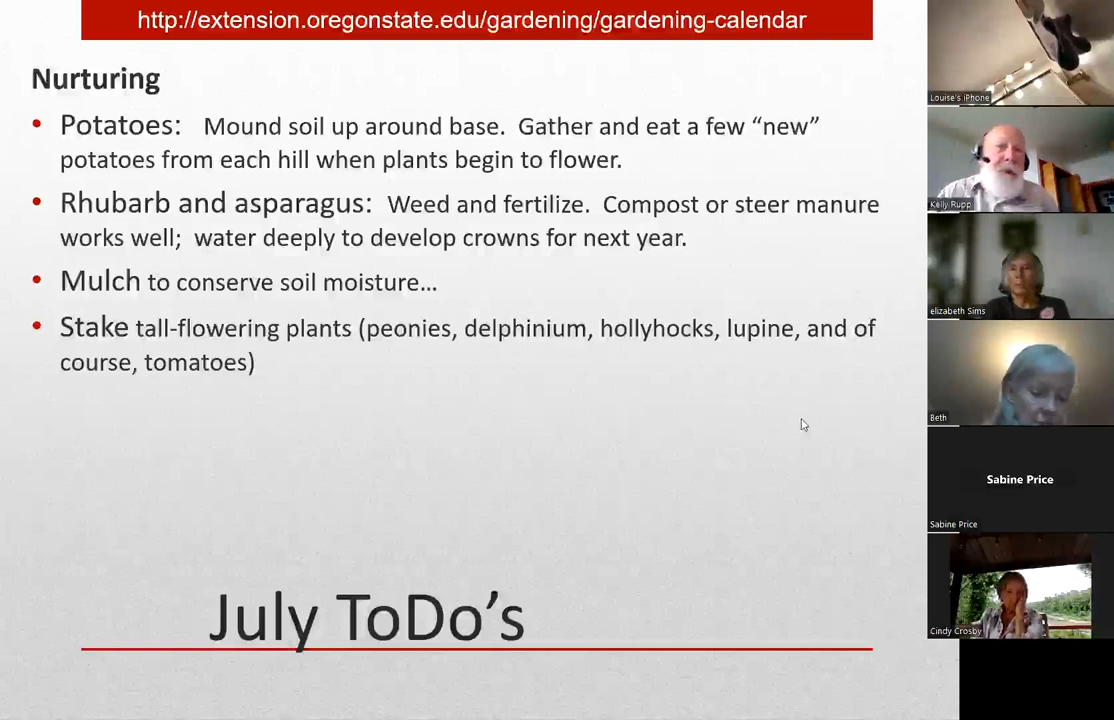 http://extension.oregonstate.edu/gardening/gardening-calendar
Nurturing
• Potatoes: Mound soil up around base. Gather and eat a few “new”
potatoes from each hill when plants begin to flower.
• Rhubarb and asparagus: Weed and fertilize. Compost or steer manure
works well; water deeply to develop crowns for next year.
• Mulch to conserve soil moisture…
• Stake tall-flowering plants (peonies, delphinium, hollyhocks, lupine, and of
course, tomatoes)
July ToDo’s
Louise's iPhone
Kelly Rupp
elizabeth Sims
Beth
Sabine Price
Sabine Price
Cindy Crosby